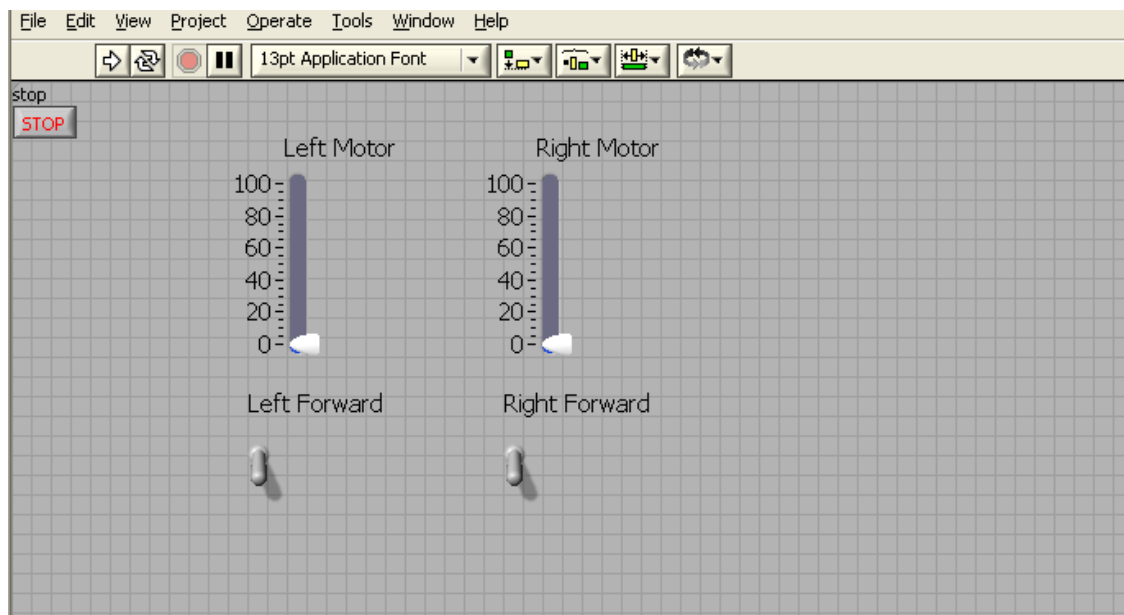 File Edit View Project Operate Tools Window Help
13pt Application Font
stop
STOP
Left Motor
Right Motor
100
80
60
40
20
0
100
80
60
40
20
0
Left Forward
Right Forward